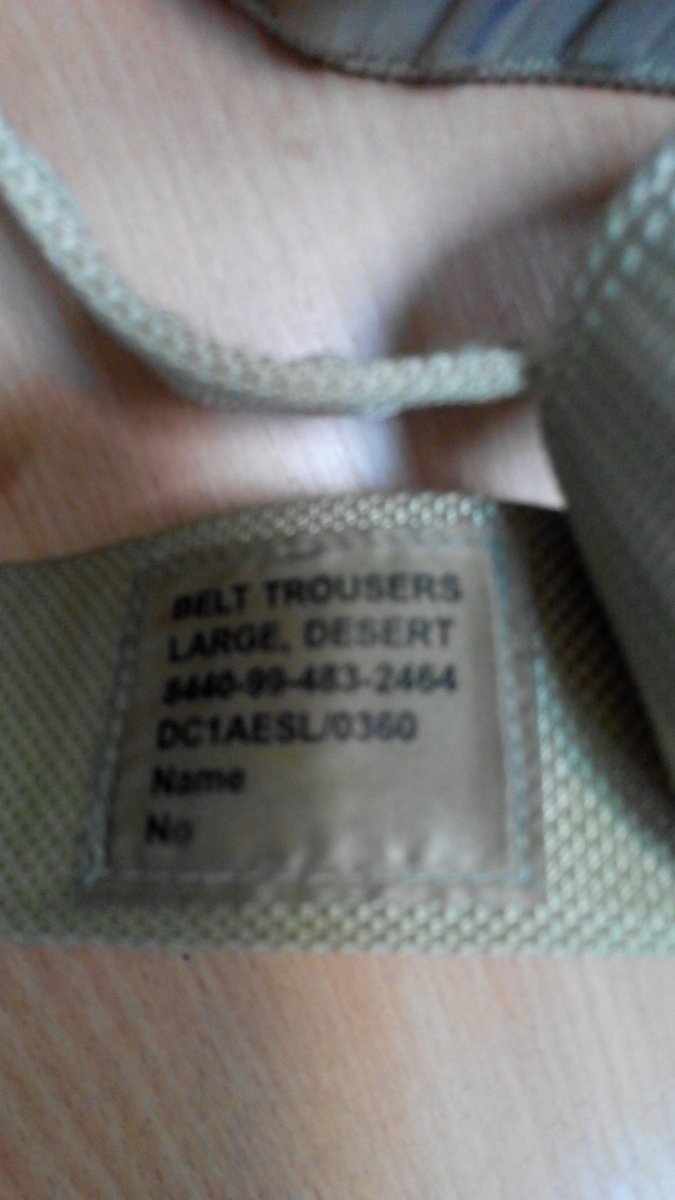 BELT TROUSERS
LARGE, DESERT
8440-99-483-2464
DC1AESL/0360
Name
No